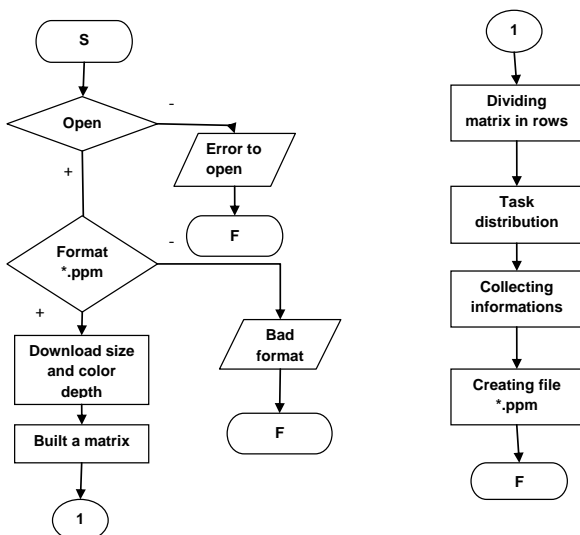 S
Open
-
+
Error to
open
F
Format
*.ppm
-
+
Download size
and color
depth
Bad
format
F
Built a matrix
1
1
Dividing
matrix in rows
Task
distribution
Collecting
informations
Creating file
*.ppm
F